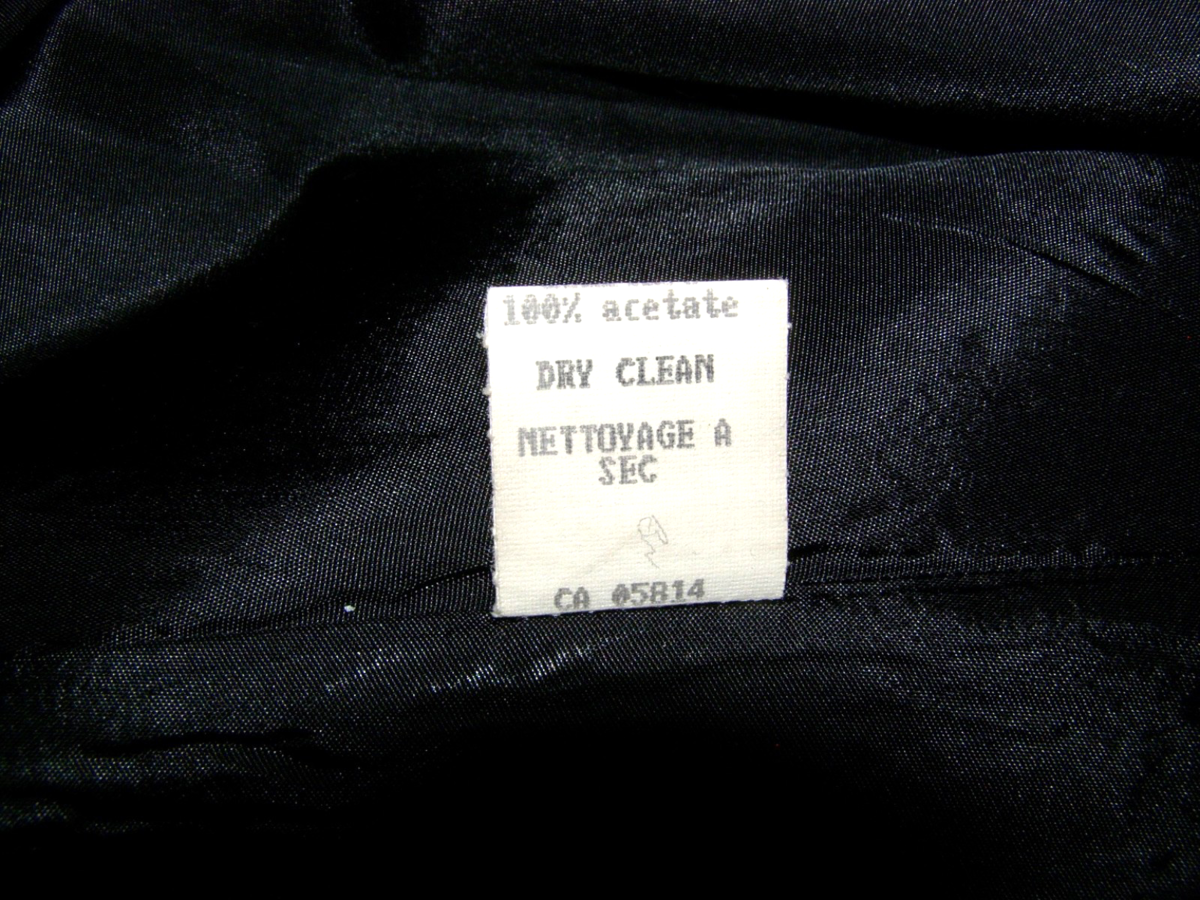 100% acetate
DRY CLEAN
NETTOYAGE A
SEC
CA 05814